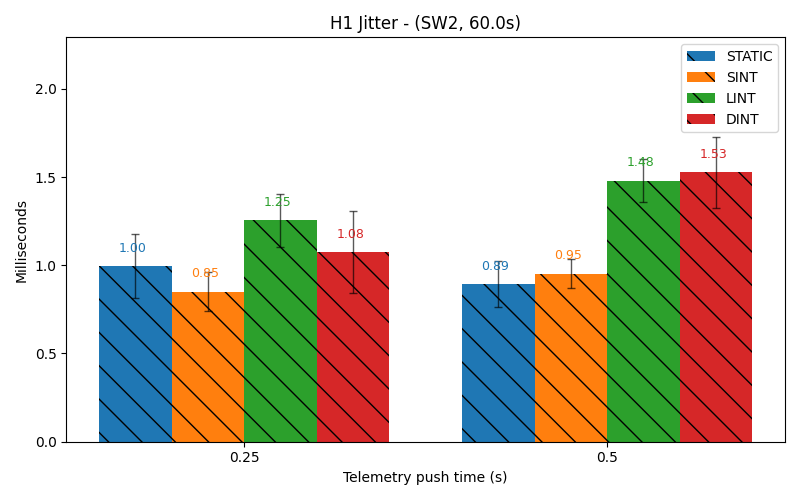 H1 Jitter - (SW2, 60.0s)
STATIC
SINT
LINT
DINT
Milliseconds
2.0
1.5
1.0
0.5
0.0
1.00
0.85
1.25
1.08
0.89
0.95
1.48
1.53
0.25
0.5
Telemetry push time (s)